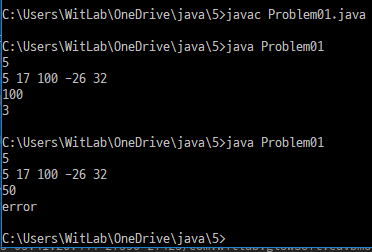 C:\Users\WitLab\OneDrive\java\5>javac Problem01.java
C:\Users\WitLab\OneDrive\java\5>java Problem01
5
5 17 100 -26 32
100
3
C:\Users\WitLab\OneDrive\java\5>java Problem01
5
5 17 100 -26 32
50
error
C:\Users\WitLab\OneDrive\java\5>